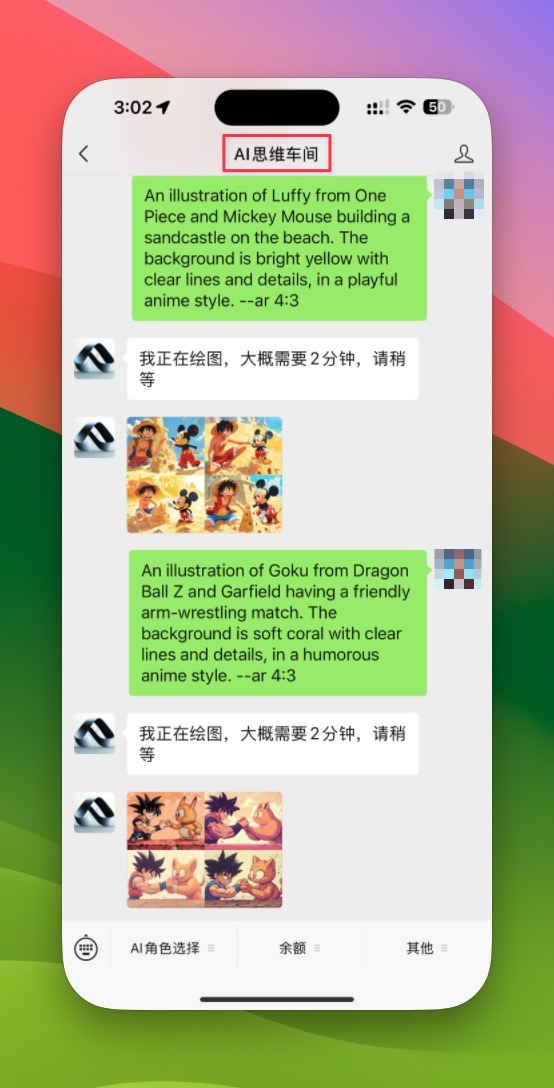 3:02
50
AI思维车间
An illustration of Luffy from One
Piece and Mickey Mouse building a
sandcastle on the beach. The
background is bright yellow with
clear lines and details, in a playful
anime style. --ar 4:3
我正在绘图，大概需要2分钟，请稍
等
An illustration of Goku from Dragon
Ball Z and Garfield having a friendly
arm-wrestling match. The
background is soft coral with clear
lines and details, in a humorous
anime style. --ar 4:3
我正在绘图，大概需要2分钟，请稍
等
AI角色选择
余额
其他